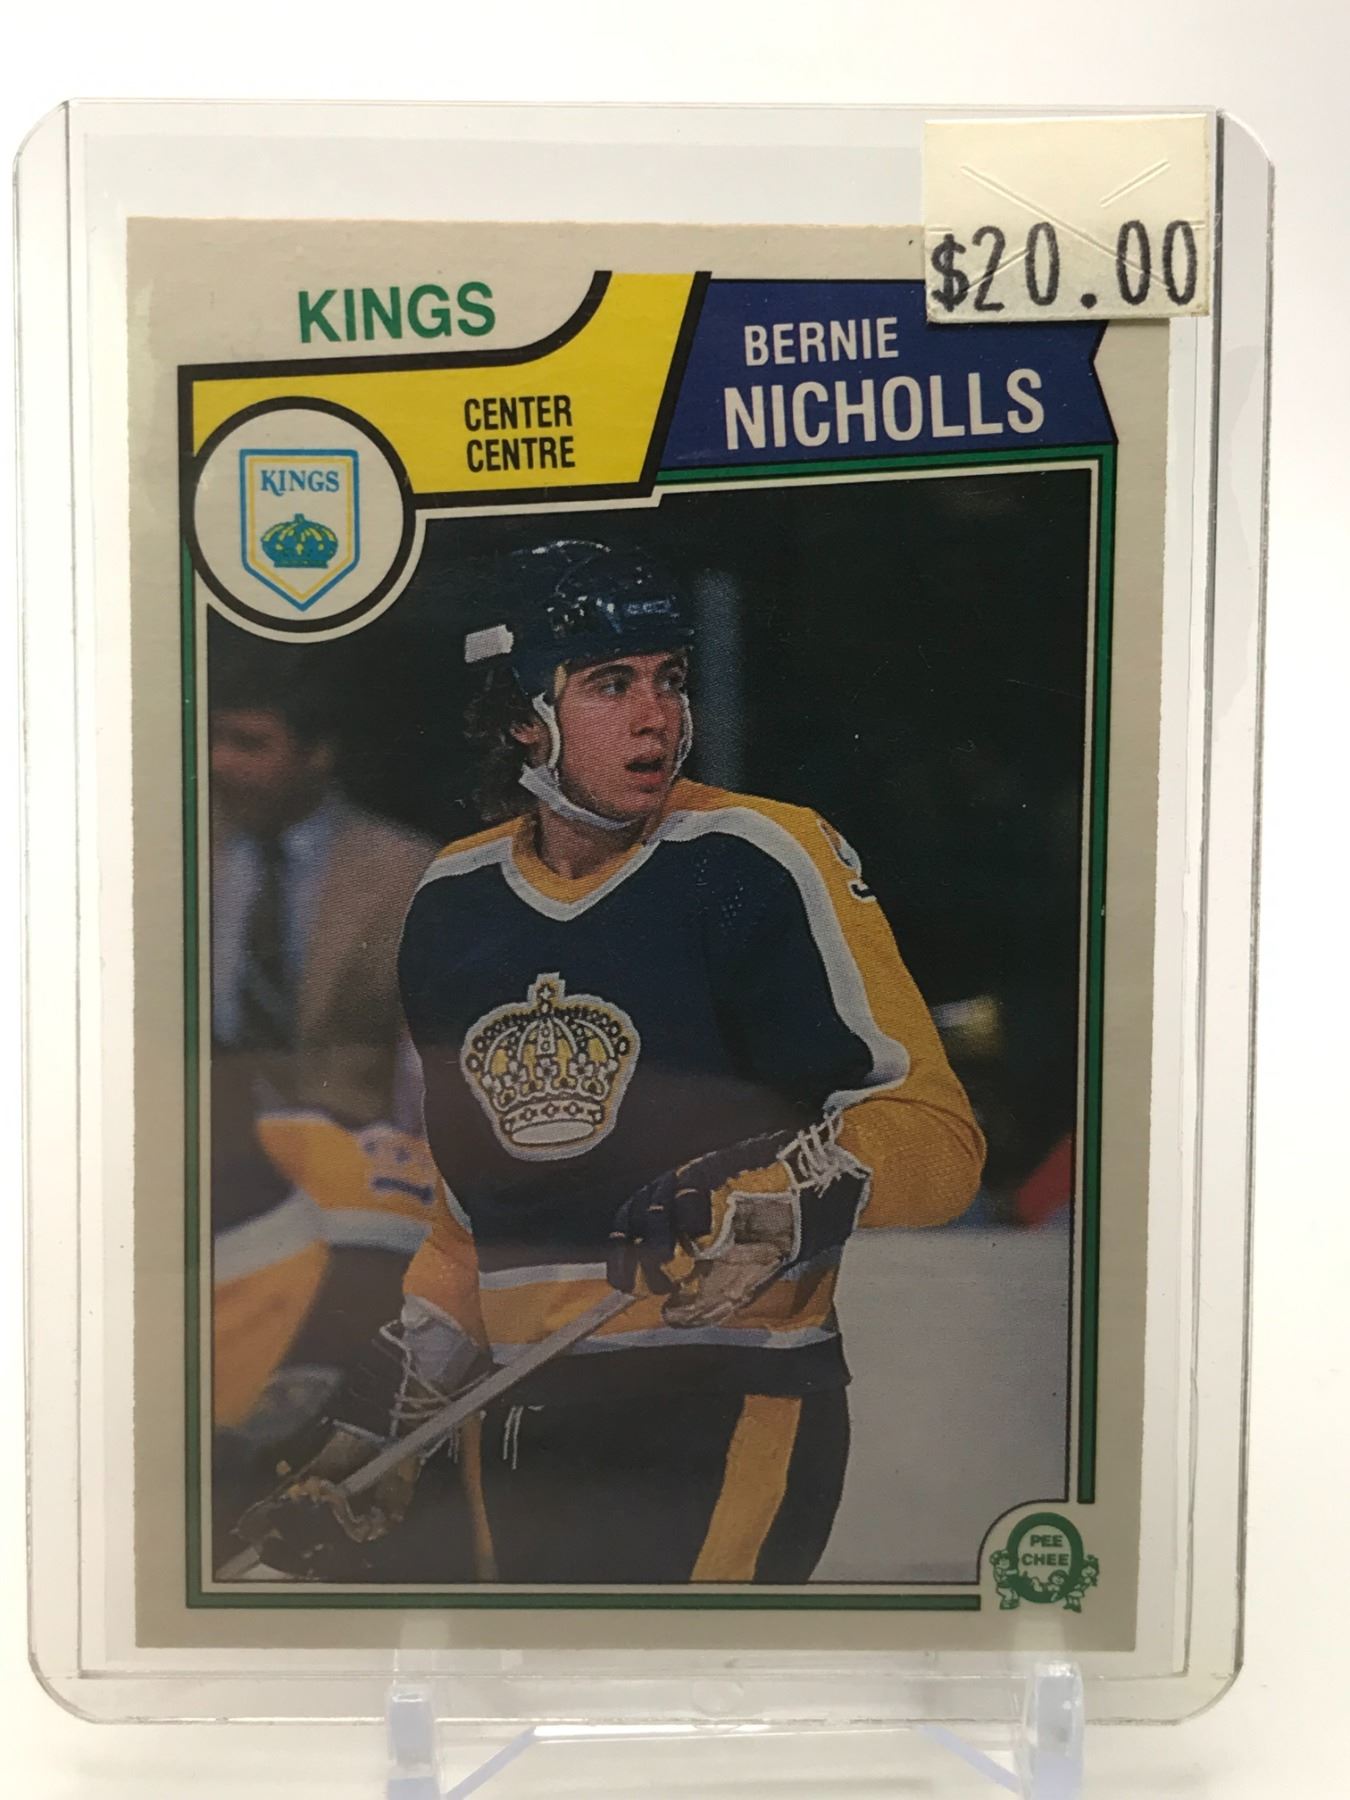 $20.00
KINGS
BERNIE
NICHOLLS
CENTER
CENTRE
KINGS
PEE
CHEE